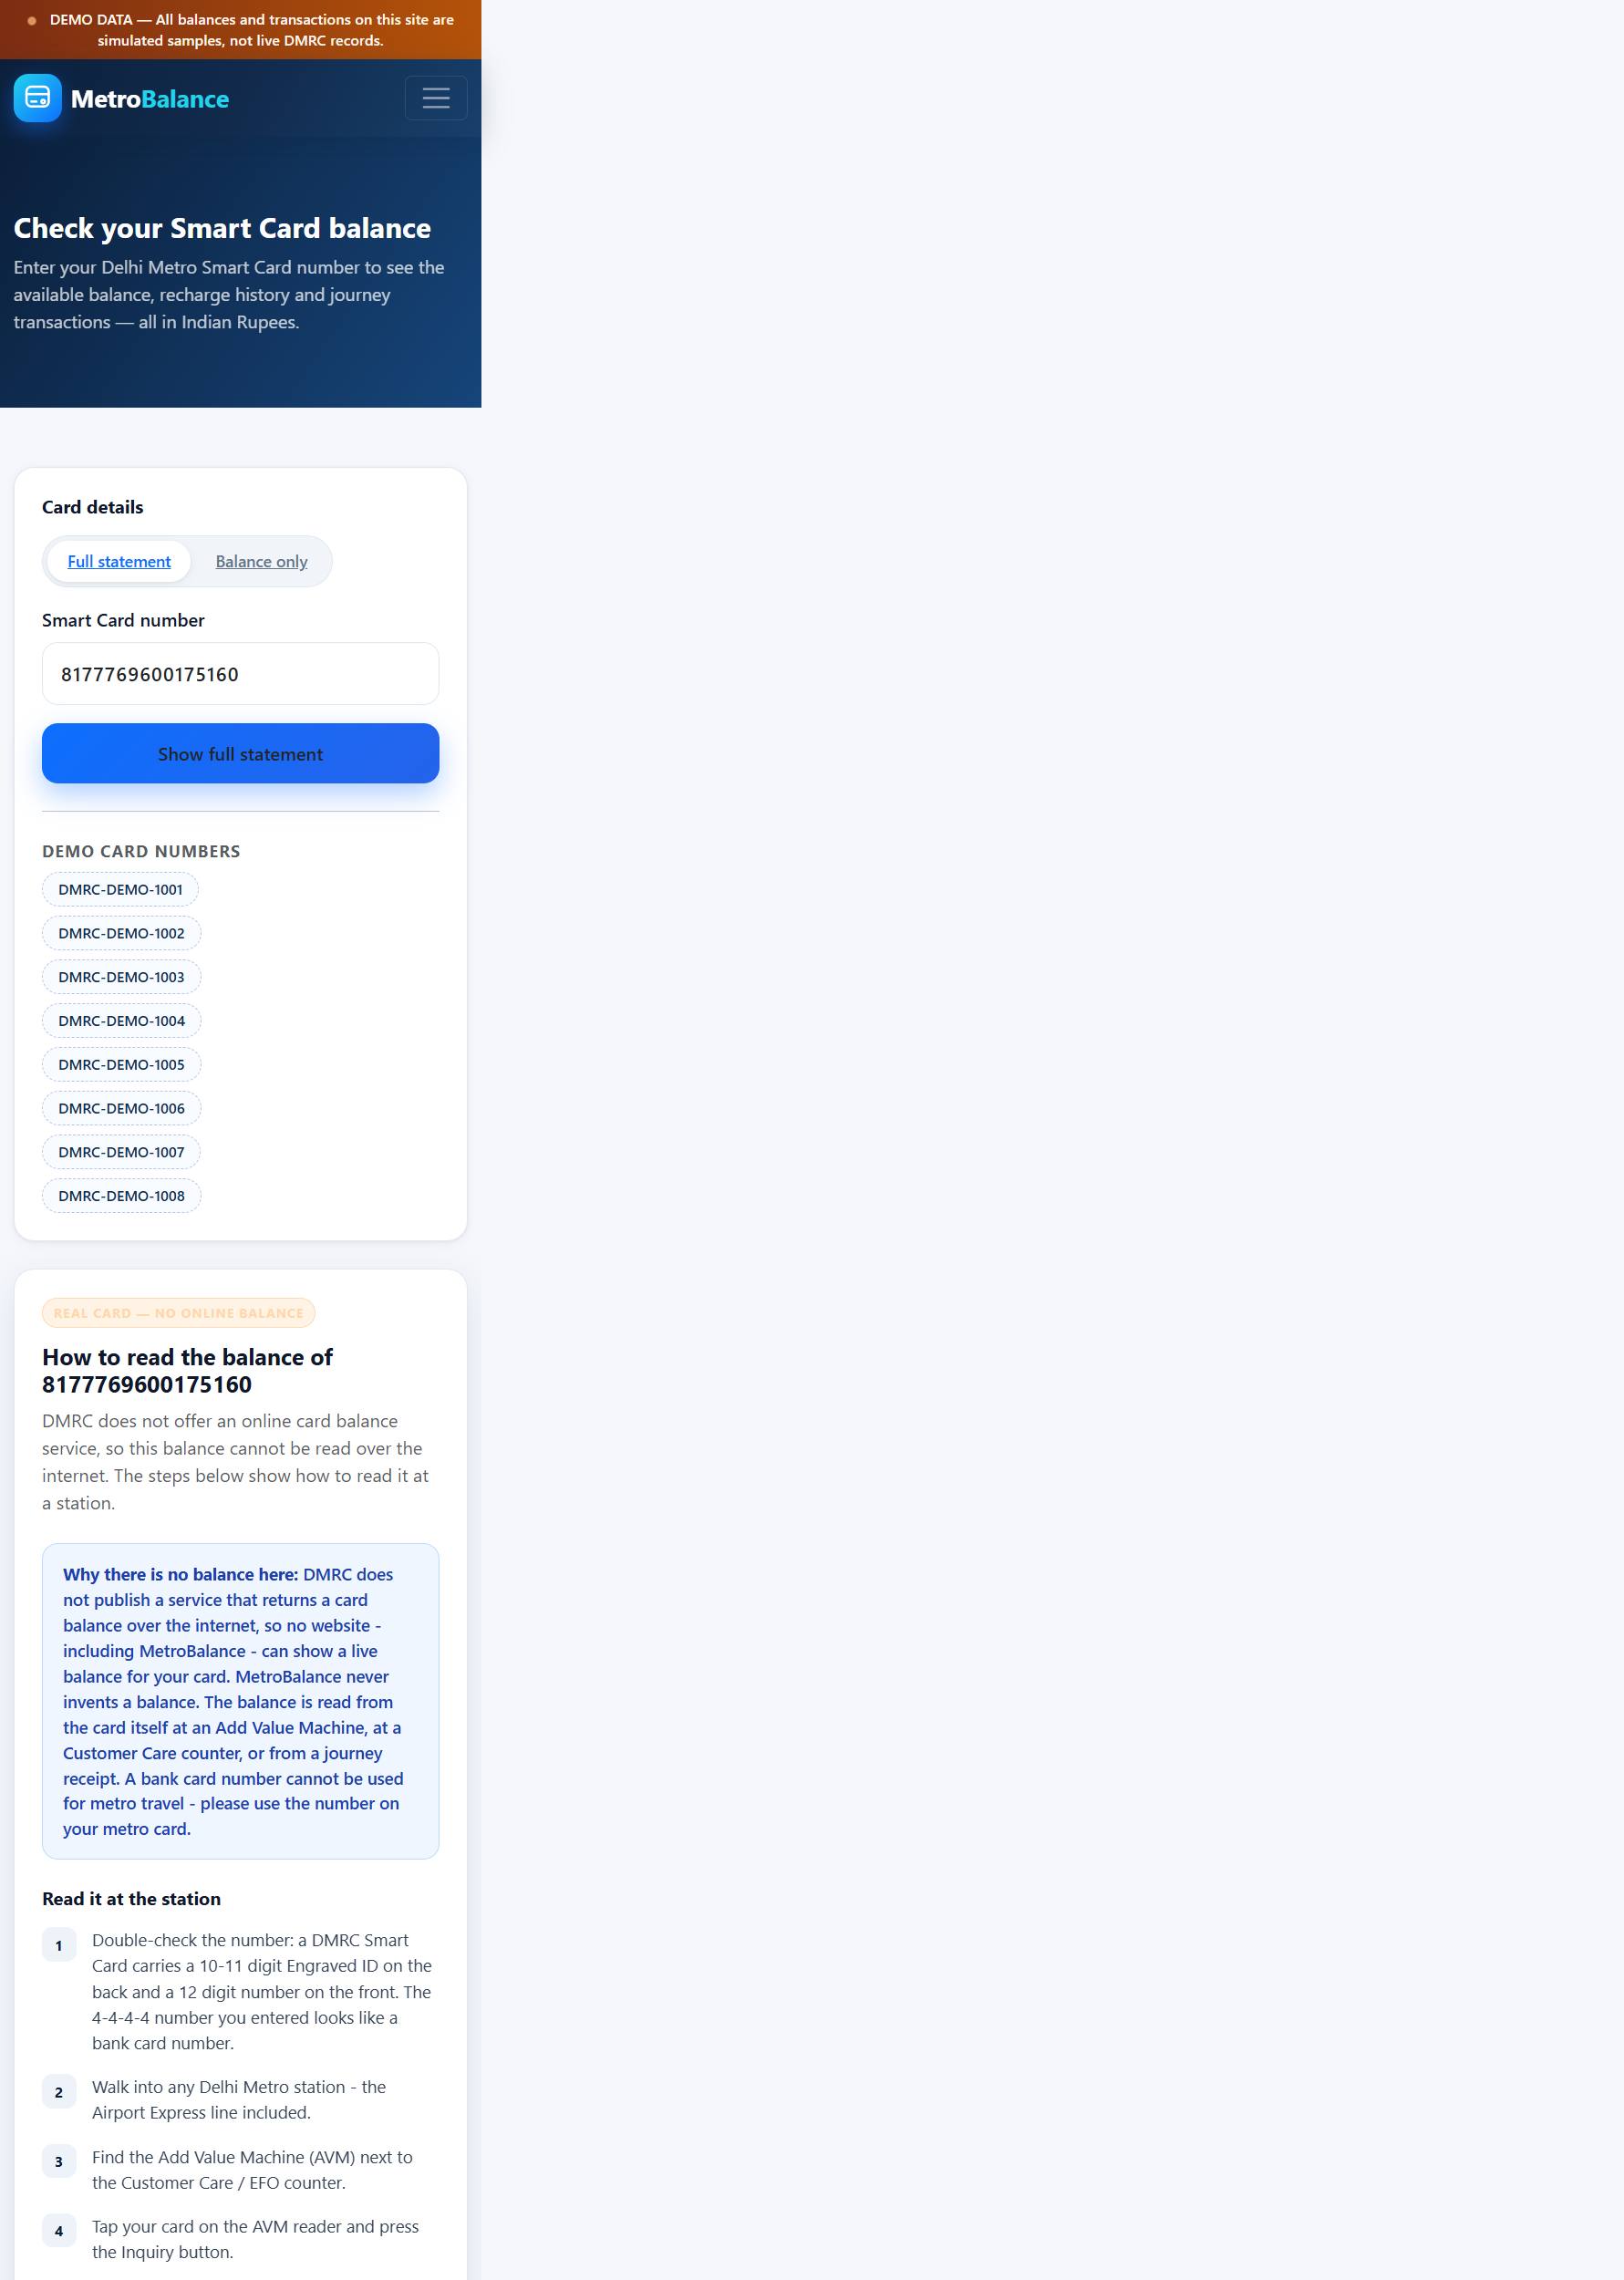 DEMO DATA — All balances and transactions on this site are
simulated samples, not live DMRC records.
MetroBalance
Check your Smart Card balance
Enter your Delhi Metro Smart Card number to see the
available balance, recharge history and journey
transactions — all in Indian Rupees.
Card details
Full statement Balance only
Smart Card number
8177769600175160
Show full statement
DEMO CARD NUMBERS
DMRC-DEMO-1001
DMRC-DEMO-1002
DMRC-DEMO-1003
DMRC-DEMO-1004
DMRC-DEMO-1005
DMRC-DEMO-1006
DMRC-DEMO-1007
DMRC-DEMO-1008
REAL CARD — NO ONLINE BALANCE
How to read the balance of
8177769600175160
DMRC does not offer an online card balance
service, so this balance cannot be read over the
internet. The steps below show how to read it at
a station.
Why there is no balance here: DMRC does
not publish a service that returns a card
balance over the internet, so no website -
including MetroBalance - can show a live
balance for your card. MetroBalance never
invents a balance. The balance is read from
the card itself at an Add Value Machine, at a
Customer Care counter, or from a journey
receipt. A bank card number cannot be used
for metro travel - please use the number on
your metro card.
Read it at the station
1 Double-check the number: a DMRC Smart
Card carries a 10-11 digit Engraved ID on the
back and a 12 digit number on the front. The
4-4-4-4 number you entered looks like a
bank card number.
2 Walk into any Delhi Metro station - the
Airport Express line included.
3 Find the Add Value Machine (AVM) next to
the Customer Care / EFO counter.
4 Tap your card on the AVM reader and press
the Inquiry button.